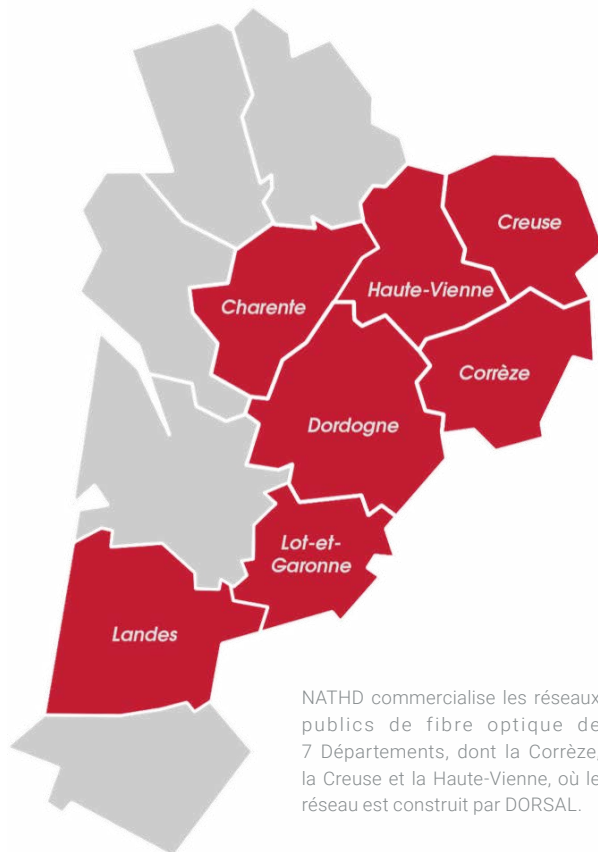 Creuse
Haute-Vienne
Charente
Corrèze
Dordogne
Lot-et-
Garonne
Landes
NATHD commercialise les réseaux
publics de fibre optique de
7 Départements, dont la Corrèze,
la Creuse et la Haute-Vienne, où le
réseau est construit par DORSAL.